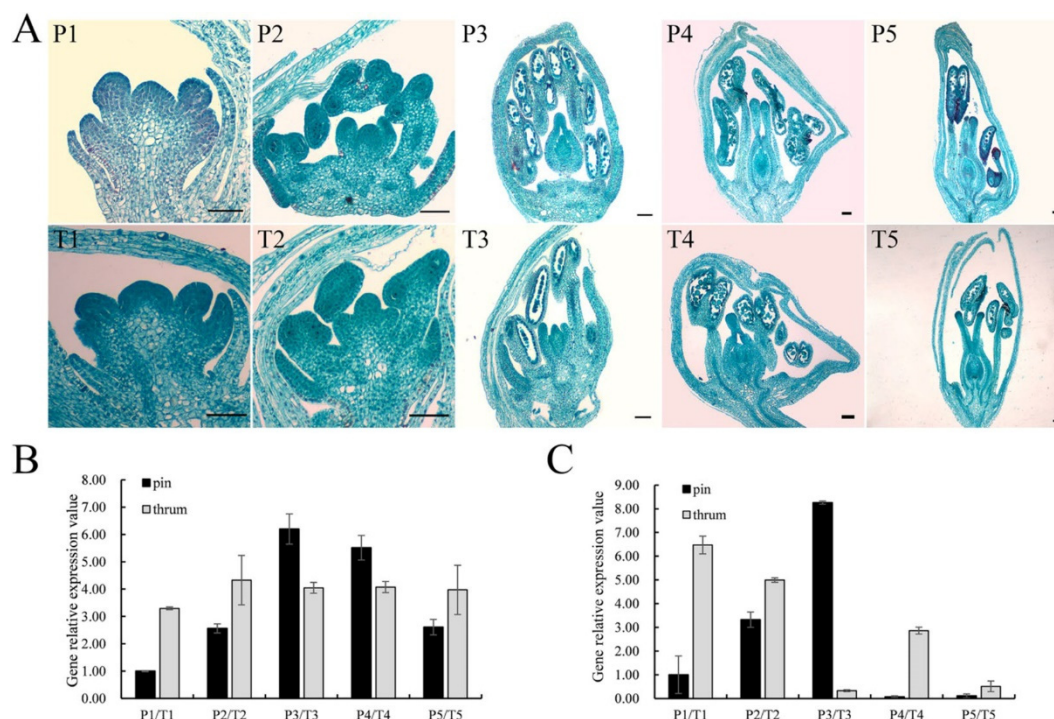 A
P1 P2 P3 P4 P5
T1 T2 T3 T4 T5
B
Gene relative expression value
8.00
7.00
6.00
5.00
4.00
3.00
2.00
1.00
0.00
pin
thrum
P1/T1 P2/T2 P3/T3 P4/T4 P5/T5
C
Gene relative expression value
9.00
8.00
7.00
6.00
5.00
4.00
3.00
2.00
1.00
0.00
pin
thrum
P1/T1 P2/T2 P3/T3 P4/T4 P5/T5